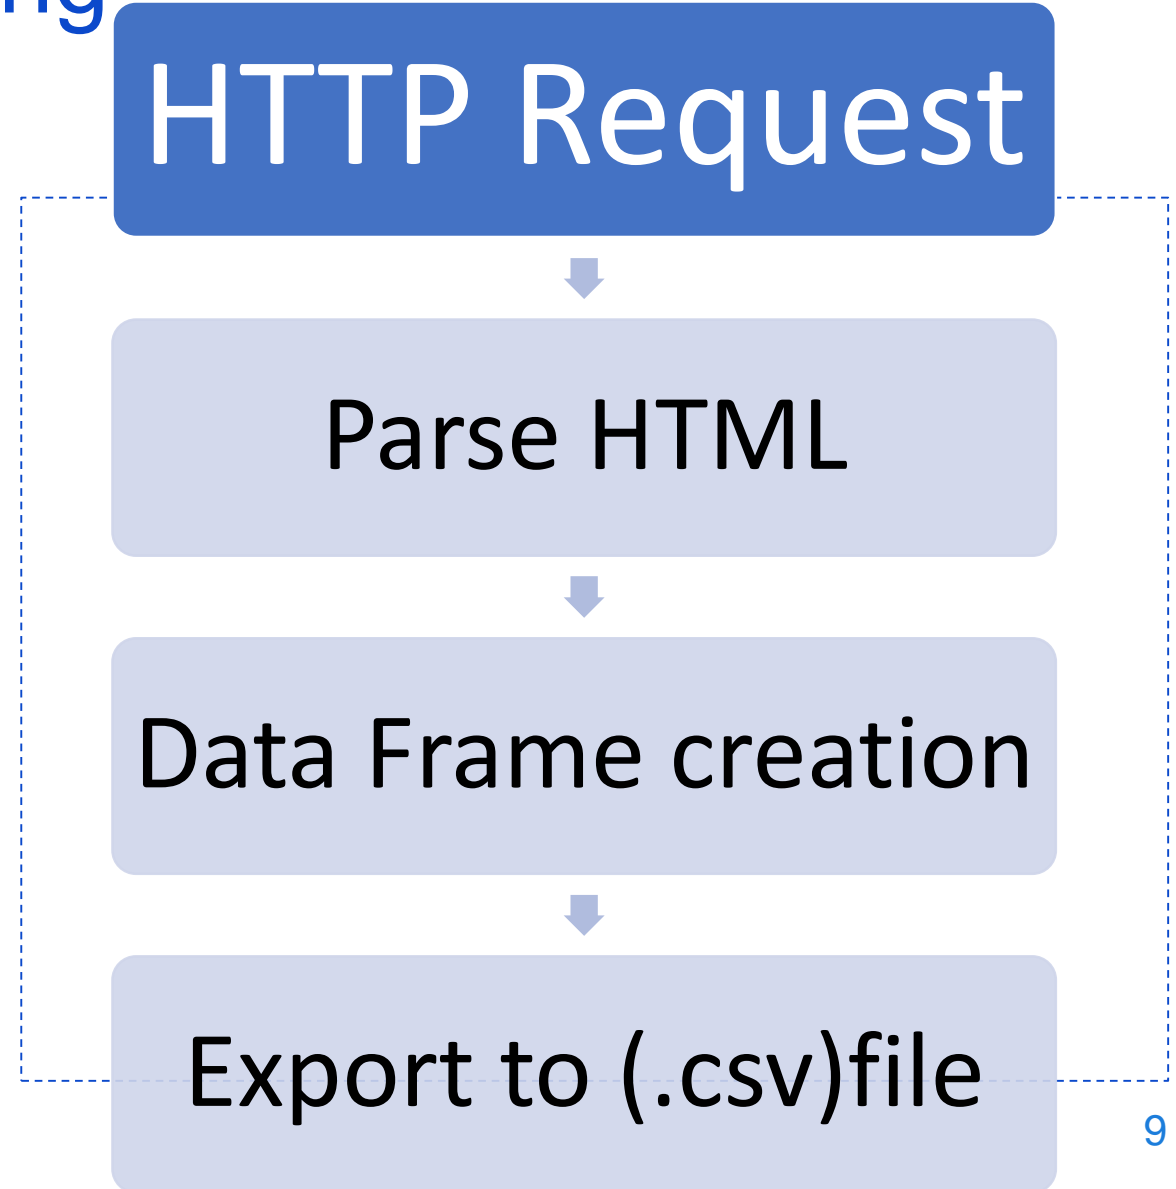 HTTP Request
Parse HTML
Data Frame creation
Export to (.csv)file
9